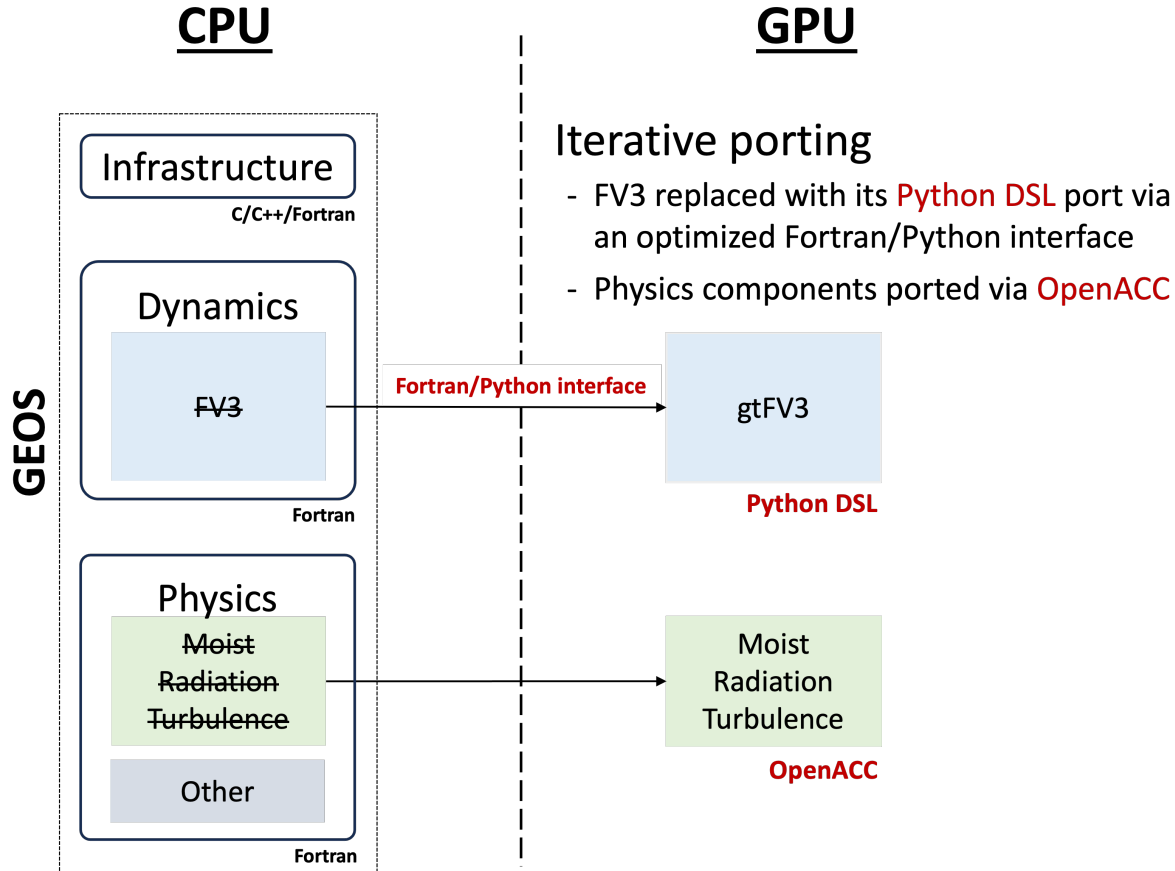 CPU
GPU
Infrastructure
C/C++/Fortran
Iterative porting
- FV3 replaced with its Python DSL port via
an optimized Fortran/Python interface
- Physics components ported via OpenACC
GEOS
Dynamics
FV3
Fortran
Fortran/Python interface
gtFV3
Python DSL
Physics
Moist
Radiation
Turbulence
Other
Fortran
Moist
Radiation
Turbulence
OpenACC